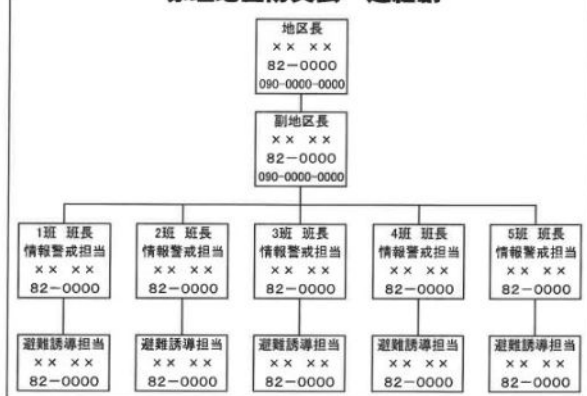 地区長
×× ××
82−0000
090-0000-0000
副地区長
×× ××
82−0000
090-0000-0000
1班 班長
情報警戒担当
×× ××
82−0000
2班 班長
情報警戒担当
×× ××
82−0000
3班 班長
情報警戒担当
×× ××
82−0000
4班 班長
情報警戒担当
×× ××
82−0000
5班 班長
情報警戒担当
×× ××
82−0000
避難誘導担当
×× ××
82−0000
避難誘導担当
×× ××
82−0000
避難誘導担当
×× ××
82−0000
避難誘導担当
×× ××
82−0000
避難誘導担当
×× ××
82−0000